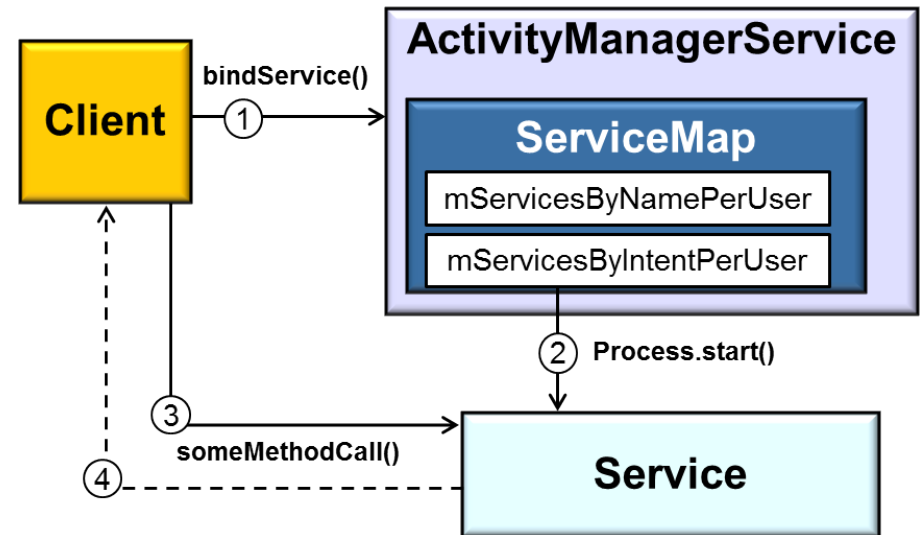 ActivityManagerService
bindService()
1
Client
ServiceMap
mServicesByNamePerUser
mServicesByIntentPerUser
2
Process.start()
3
someMethodCall()
4
Service